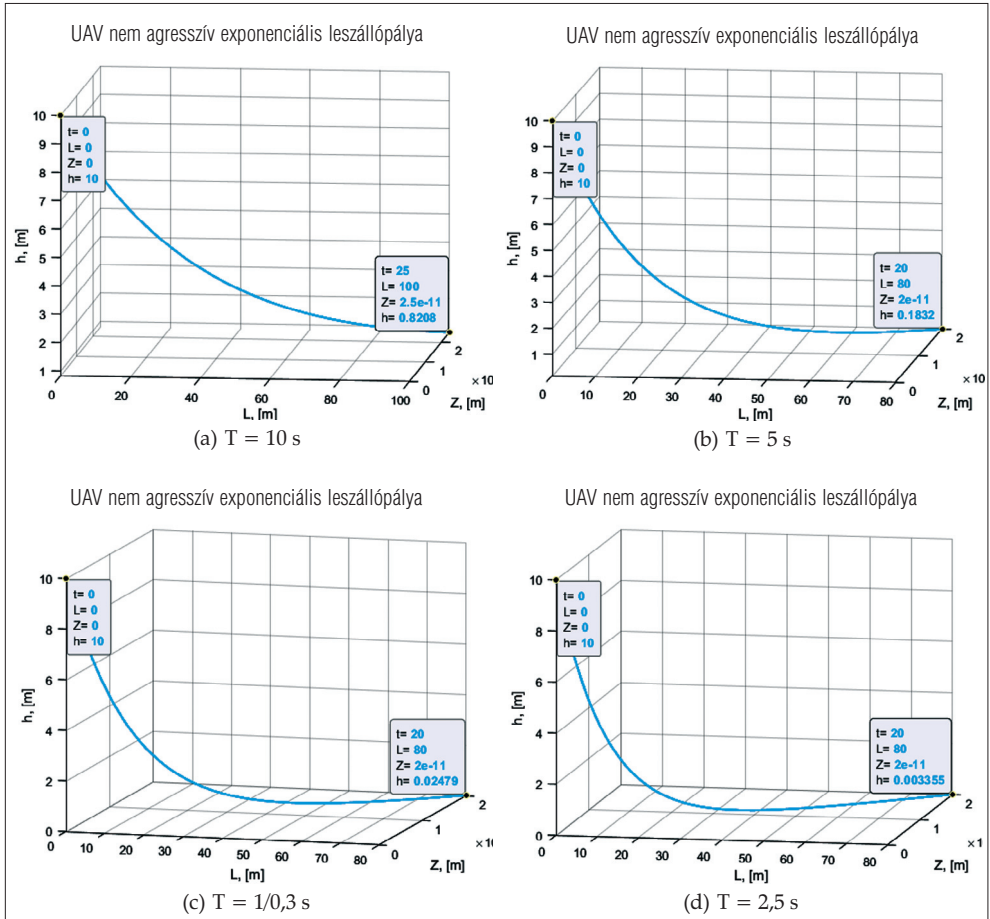 UAV nem agresszív exponenciális leszállópálya
10
9
8
7
6
5
4
3
2
1
h, [m]
t= 0
L= 0
Z= 0
h= 10
t= 25
L= 100
Z= 2.5e-11
h= 0.8208
0
20
40
60
80
100
L, [m]
0
1
2
×10
Z, [m]
(a) T = 10 s
UAV nem agresszív exponenciális leszállópálya
10
9
8
7
6
5
4
3
2
1
h, [m]
t= 0
L= 0
Z= 0
h= 10
t= 20
L= 80
Z= 2e-11
h= 0.1832
0
10
20
30
40
50
60
70
80
L, [m]
0
1
2
×10
Z, [m]
(b) T = 5 s
UAV nem agresszív exponenciális leszállópálya
10
8
6
4
2
0
h, [m]
t= 0
L= 0
Z= 0
h= 10
t= 20
L= 80
Z= 2e-11
h= 0.02479
0
10
20
30
40
50
60
70
80
L, [m]
0
1
2
×10
Z, [m]
(c) T = 1/0,3 s
UAV nem agresszív exponenciális leszállópálya
10
8
6
4
2
0
h, [m]
t= 0
L= 0
Z= 0
h= 10
t= 20
L= 80
Z= 2e-11
h= 0.003355
0
10
20
30
40
50
60
70
80
L, [m]
0
1
2
×1
Z, [m]
(d) T = 2,5 s